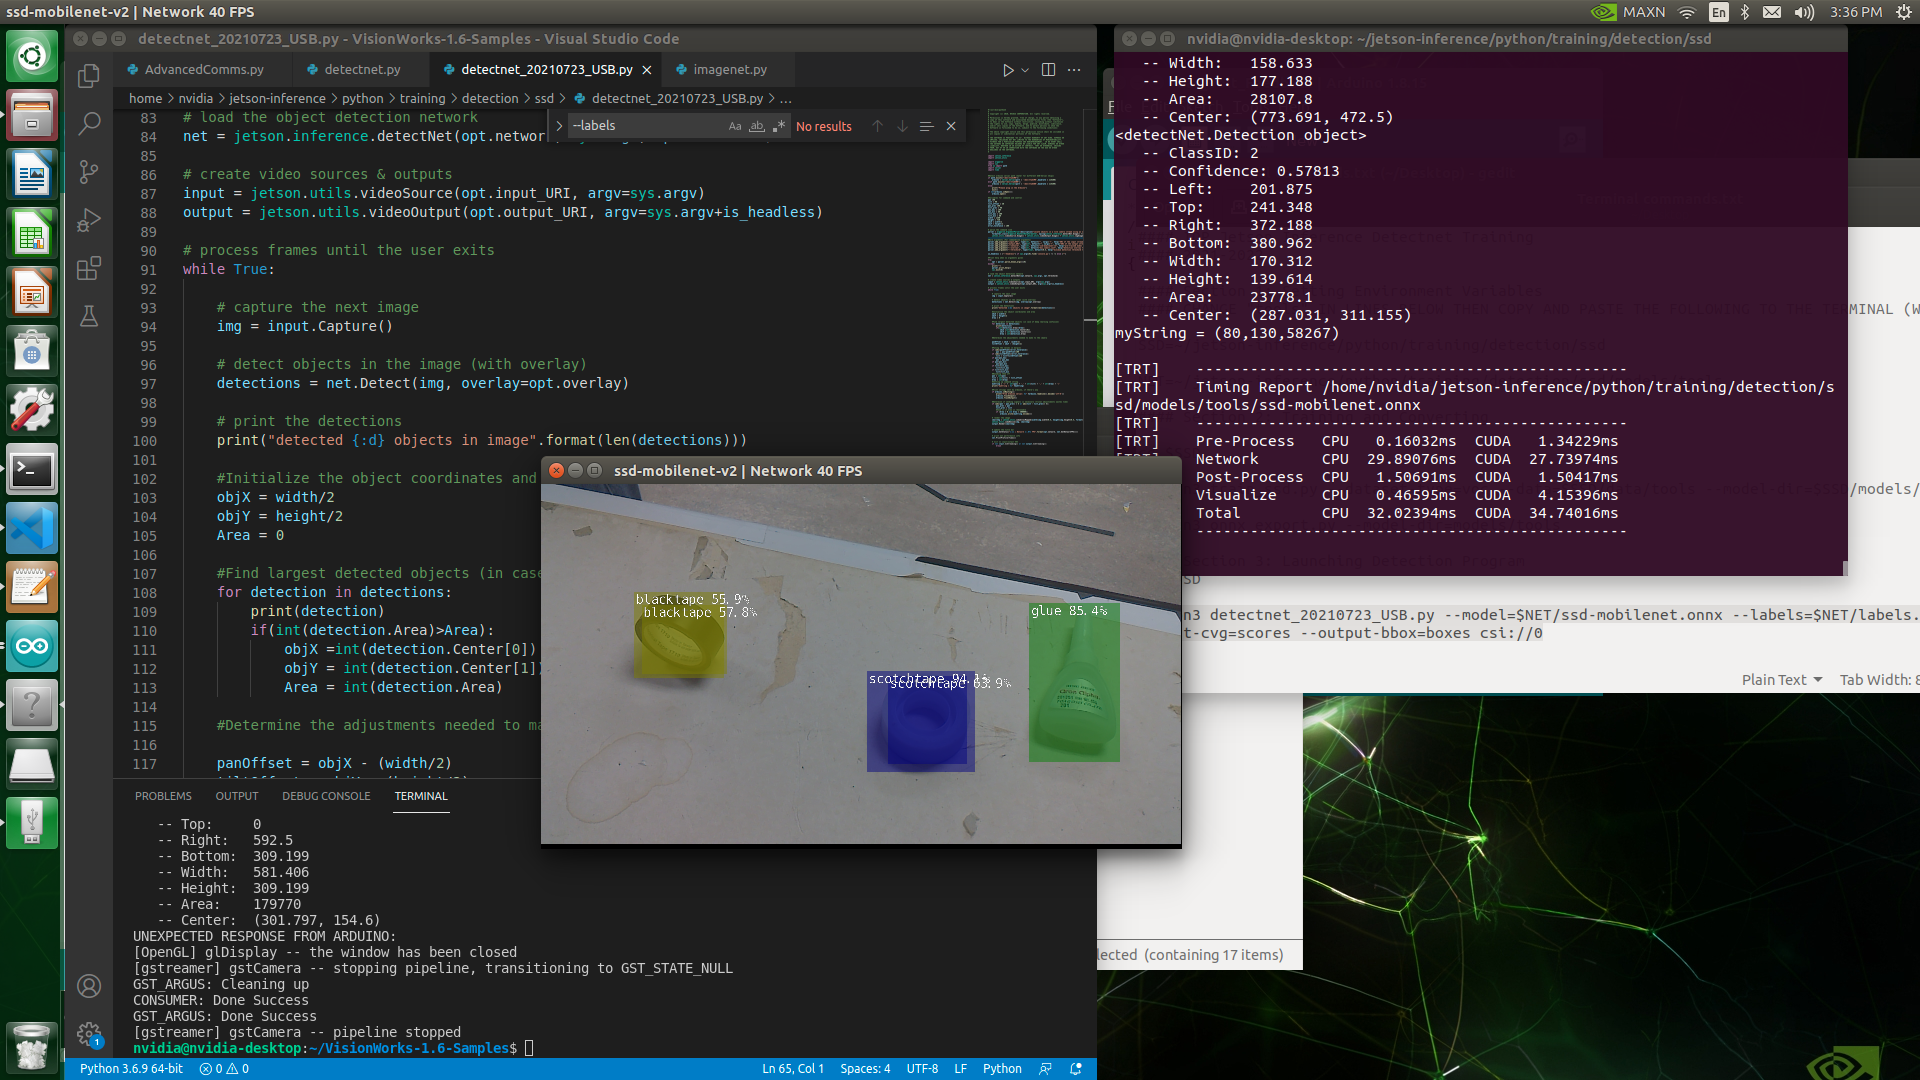 ssd-mobilenet-v2 | Network 40 FPS
MAXN
En
3:36 PM
detectnet_20210723_USB.py - VisionWorks-1.6-Samples - Visual Studio Code
AdvancedComms.py
detectnet.py
detectnet_20210723_USB.py
imagenet.py
home > nvidia > jetson-inference > python > training > detection > ssd > detectnet_20210723_USB.py > ...
--labels
Aa
No results
83 # load the object detection network
84 net = jetson.inference.detectNet(opt.networ
85
86 # create video sources & outputs
87 input = jetson.utils.videoSource(opt.input_URI, argv=sys.argv)
88 output = jetson.utils.videoOutput(opt.output_URI, argv=sys.argv+is_headless)
89
90 # process frames until the user exits
91 while True:
92
93 # capture the next image
94 img = input.Capture()
95
96 # detect objects in the image (with overlay)
97 detections = net.Detect(img, overlay=opt.overlay)
98
99 # print the detections
100 print("detected {:d} objects in image".format(len(detections)))
101
102 #Initialize the object coordinates and
103 objX = width/2
104 objY = height/2
105 Area = 0
106
107 #Find largest detected objects (in case
108 for detection in detections:
109 print(detection)
110 if(int(detection.Area)>Area):
111 objX =int(detection.Center[0])
112 objY = int(detection.Center[1])
113 Area = int(detection.Area)
114
115 #Determine the adjustments needed to ma
116
117 panOffset = objX - (width/2)
PROBLEMS OUTPUT DEBUG CONSOLE TERMINAL
-- Top: 0
-- Right: 592.5
-- Bottom: 309.199
-- Width: 581.406
-- Height: 309.199
-- Area: 179770
-- Center: (301.797, 154.6)
UNEXPECTED RESPONSE FROM ARDUINO:
[OpenGL] glDisplay -- the window has been closed
[gstreamer] gstCamera -- stopping pipeline, transitioning to GST_STATE_NULL
GST_ARGUS: Cleaning up
CONSUMER: Done Success
GST_ARGUS: Done Success
[gstreamer] gstCamera -- pipeline stopped
nvidia@nvidia-desktop:~/VisionWorks-1.6-Samples$
1
Python 3.6.9 64-bit
0
0
Ln 65, Col 1
Spaces: 4
UTF-8
LF
Python
ssd-mobilenet-v2 | Network 40 FPS
blacktape 55.9%
blacktape 57.8%
scotchtape 94.1%
scotchtape 63.9%
glue 85.4%
nvidia@nvidia-desktop: ~/jetson-inference/python/training/detection/ssd
-- Width: 158.633
-- Height: 177.188
-- Area: 28107.8
-- Center: (773.691, 472.5)
<detectNet.Detection object>
-- ClassID: 2
-- Confidence: 0.57813
-- Left: 201.875
-- Top: 241.348
-- Right: 372.188
-- Bottom: 380.962
-- Width: 170.312
-- Height: 139.614
-- Area: 23778.1
-- Center: (287.031, 311.155)
myString = (80,130,58267)
[TRT] ------------------------------------------------
[TRT] Timing Report /home/nvidia/jetson-inference/python/training/detection/s
sd/models/tools/ssd-mobilenet.onnx
[TRT] ------------------------------------------------
[TRT] Pre-Process CPU 0.16032ms CUDA 1.34229ms
Network CPU 29.89076ms CUDA 27.73974ms
Post-Process CPU 1.50691ms CUDA 1.50417ms
Visualize CPU 0.46595ms CUDA 4.15396ms
Total CPU 32.02394ms CUDA 34.74016ms
------------------------------------------------
SD
n3 detectnet_20210723_USB.py --model=$NET/ssd-mobilenet.onnx --labels=$NET/labels.
t-cvg=scores --output-bbox=boxes csi://0
Plain Text
Tab Width: 8
lected (containing 17 items)